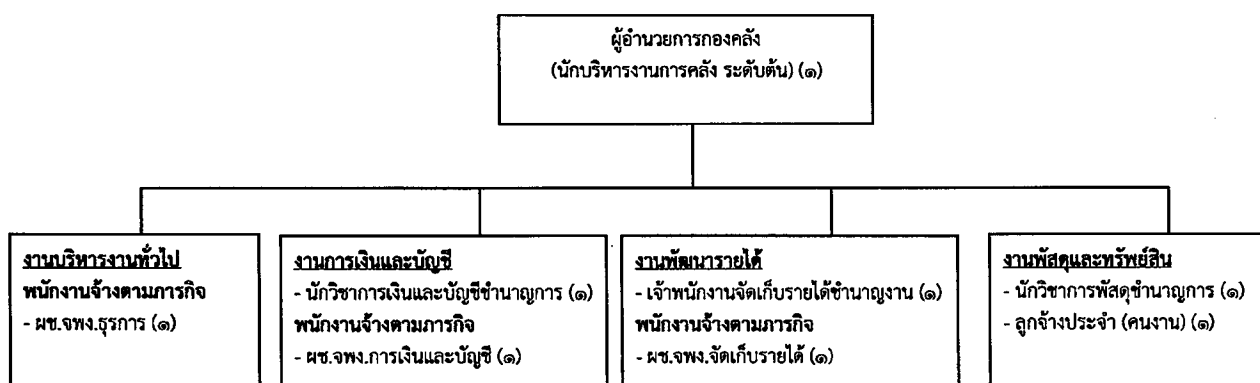 ผู้อำนวยการกองคลัง
(นักบริหารงานการคลัง ระดับต้น) (๑)
งานบริหารงานทั่วไป
พนักงานจ้างตามภารกิจ
- ผช.จพง.ธุรการ (๑)
งานการเงินและบัญชี
- นักวิชาการเงินและบัญชีชำนาญการ (๑)
พนักงานจ้างตามภารกิจ
- ผช.จพง.การเงินและบัญชี (๑)
งานพัฒนารายได้
- เจ้าพนักงานจัดเก็บรายได้ชำนาญงาน (๑)
พนักงานจ้างตามภารกิจ
- ผช.จพง.จัดเก็บรายได้ (๑)
งานพัสดุและทรัพย์สิน
- นักวิชาการพัสดุชำนาญการ (๑)
- ลูกจ้างประจำ (คนงาน) (๑)